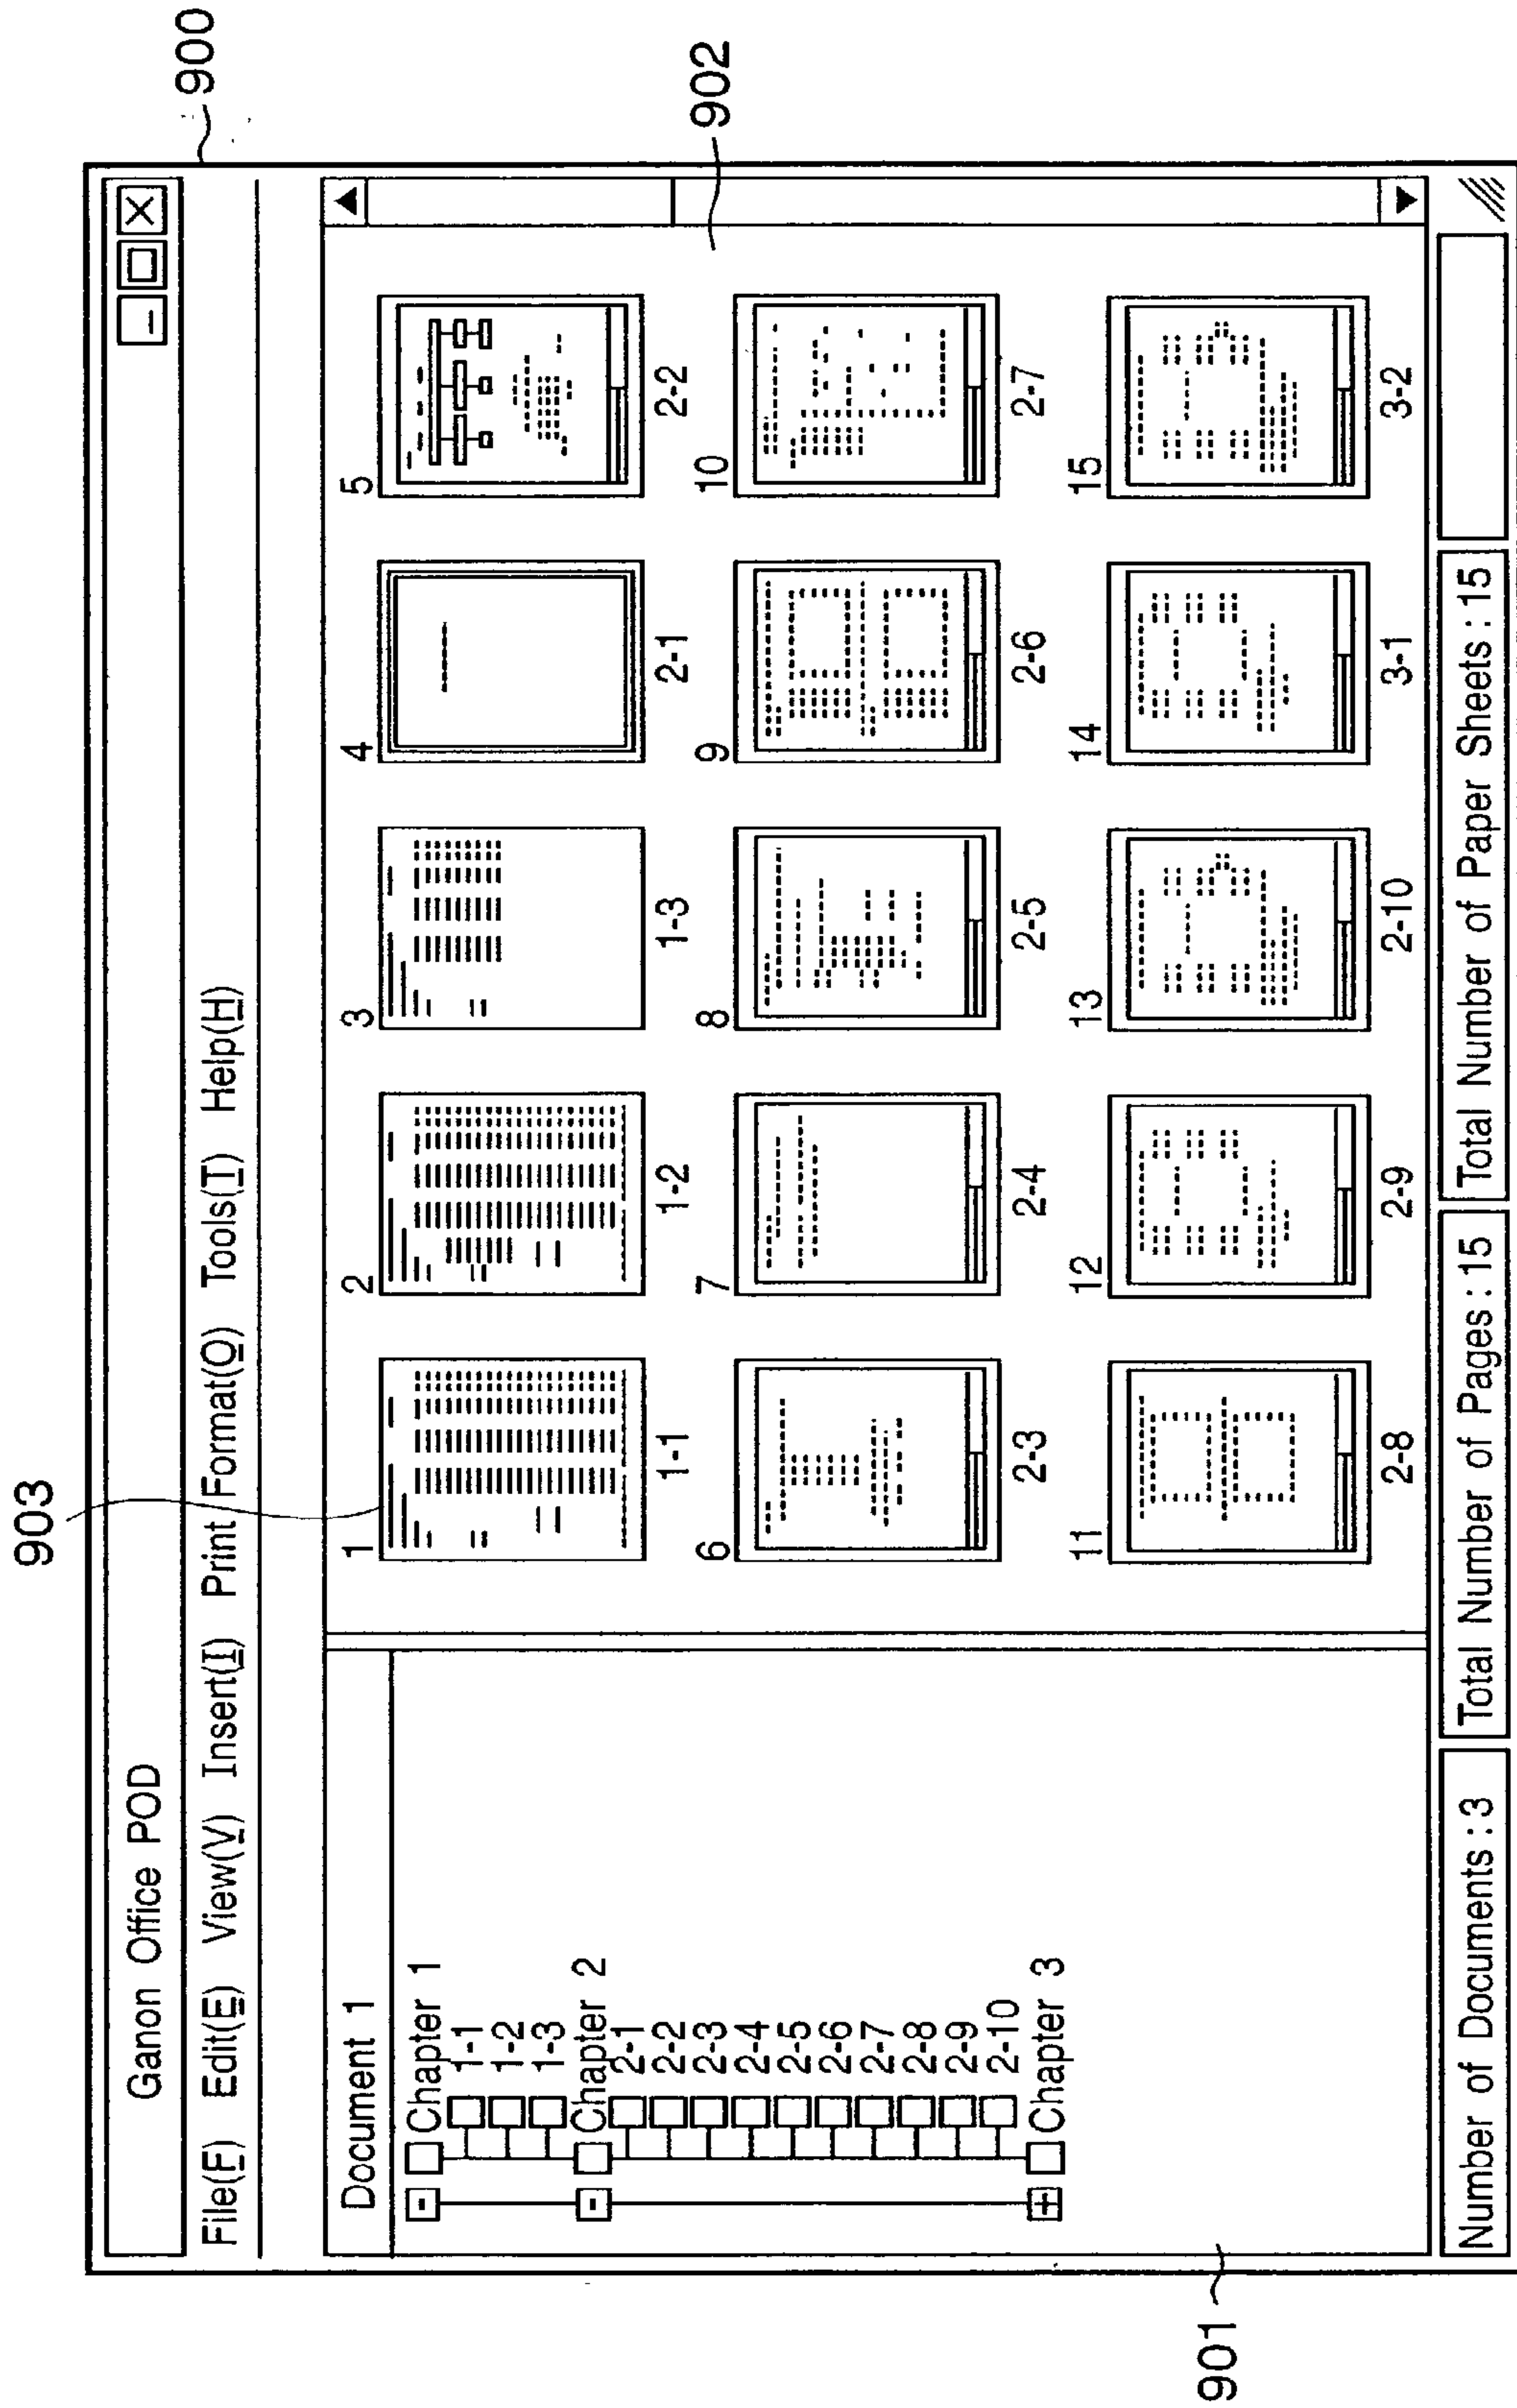 903
900
Ganon Office POD
File(F) Edit(E) View(V) Insert(I) Print Format(O) Tools(T) Help(H)
Document 1
Chapter 1
1-1
1-2
1-3
Chapter 2
2-1
2-2
2-3
2-4
2-5
2-6
2-7
2-8
2-9
2-10
Chapter 3
901
902
1 2 3 4 5
1-1 1-2 1-3 2-1 2-2
6 7 8 9 10
2-3 2-4 2-5 2-6 2-7
11 12 13 14 15
2-8 2-9 2-10 3-1 3-2
Number of Documents : 3 Total Number of Pages : 15 Total Number of Paper Sheets : 15